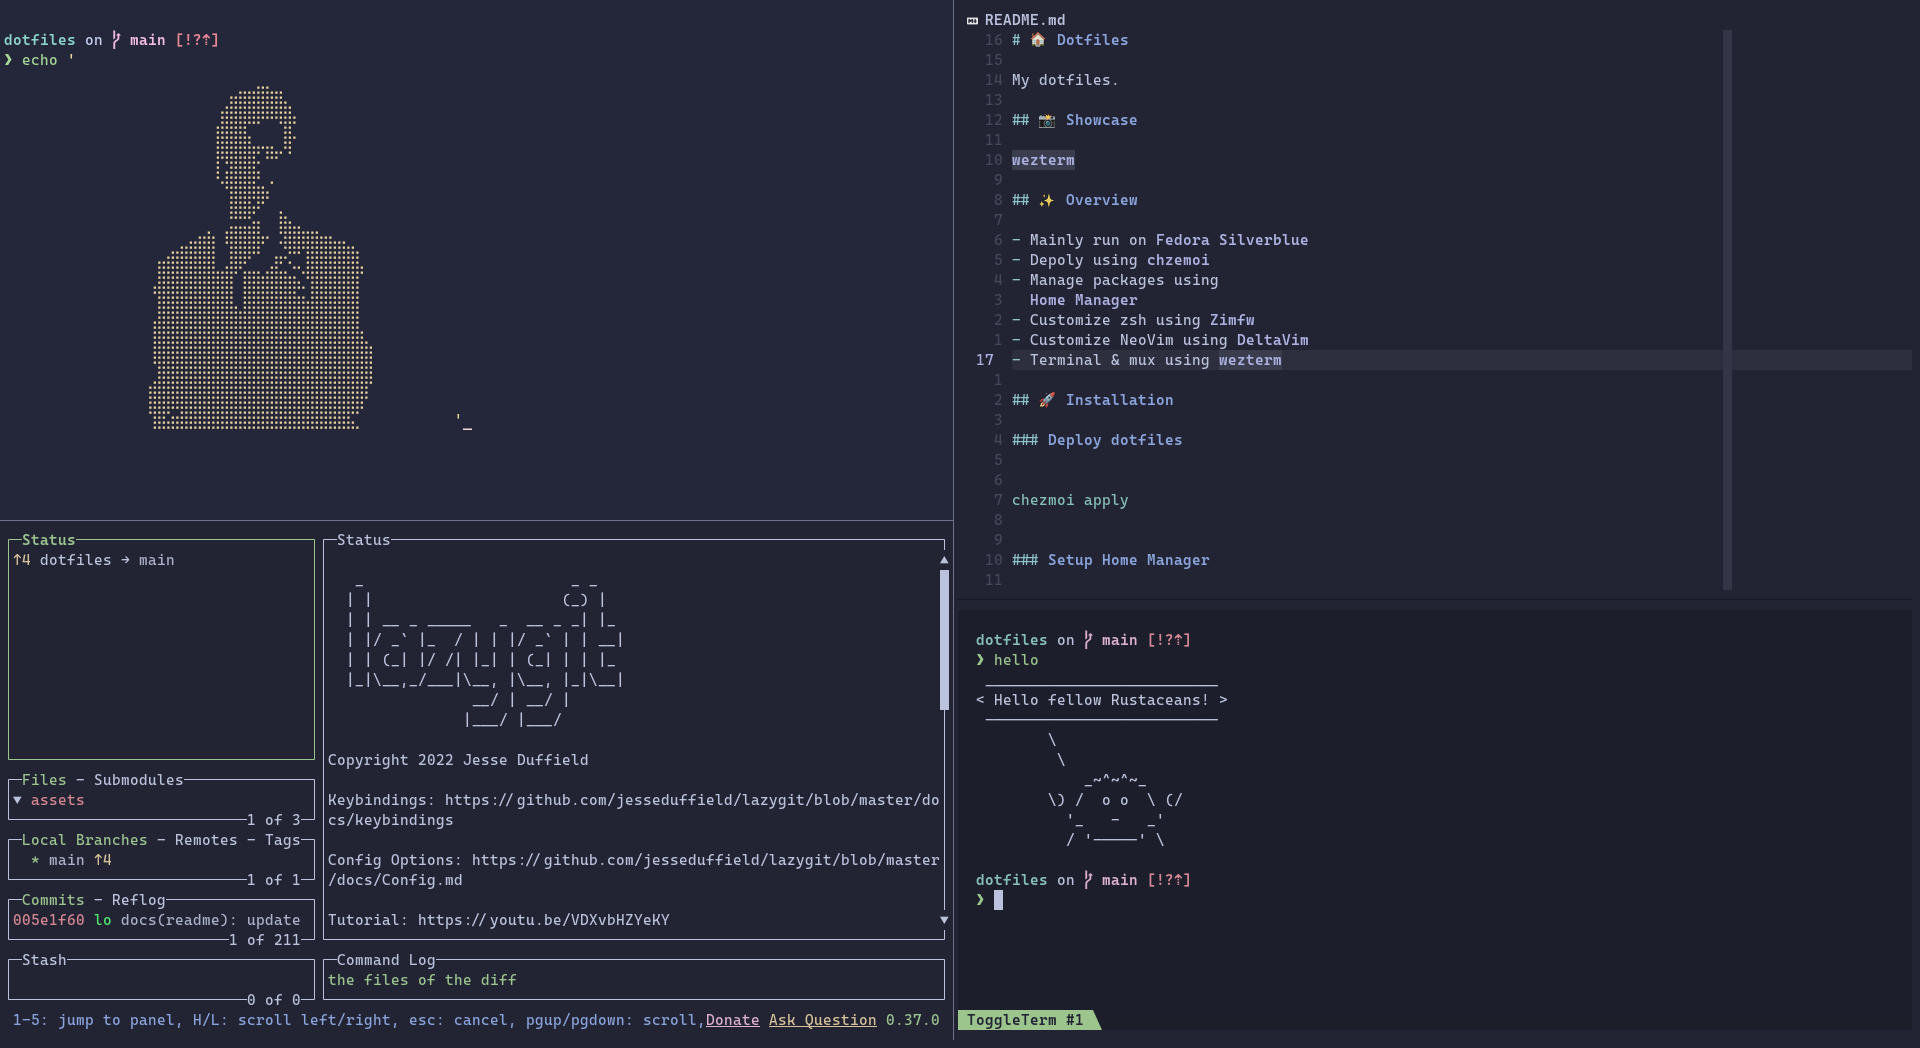 dotfiles on main [!?⇡]
❯ echo '
'_
Status
↑4 dotfiles → main
Files - Submodules
▼ assets
1 of 3
Local Branches - Remotes - Tags
* main ↑4
1 of 1
Commits - Reflog
005e1f60 lo docs(readme): update
1 of 211
Stash
0 of 0
Status
   _                       _ _
  | |                     (_) |
  | | __ _ _____   _  __ _ _| |_
  | |/ _` |_  / | | |/ _` | | __|
  | | (_| |/ /| |_| | (_| | | |_
  |_|\__,_/___|\__, |\__, |_|\__|
                __/ | __/ |
               |___/ |___/
Copyright 2022 Jesse Duffield
Keybindings: https://github.com/jesseduffield/lazygit/blob/master/do
cs/keybindings
Config Options: https://github.com/jesseduffield/lazygit/blob/master
/docs/Config.md
Tutorial: https://youtu.be/VDXvbHZYeKY
Command Log
the files of the diff
1-5: jump to panel, H/L: scroll left/right, esc: cancel, pgup/pgdown: scroll,Donate Ask Question 0.37.0
README.md
16 # 🏠 Dotfiles
15
14 My dotfiles.
13
12 ## 📸 Showcase
11
10 wezterm
9
8 ## ✨ Overview
7
6 - Mainly run on Fedora Silverblue
5 - Depoly using chzemoi
4 - Manage packages using
3   Home Manager
2 - Customize zsh using Zimfw
1 - Customize NeoVim using DeltaVim
17 - Terminal & mux using wezterm
1
2 ## 🚀 Installation
3
4 ### Deploy dotfiles
5
6
7 chezmoi apply
8
9
10 ### Setup Home Manager
11
dotfiles on main [!?⇡]
❯ hello
 __________________________
< Hello fellow Rustaceans! >
 --------------------------
        \
         \
            _~^~^~_
        \) /  o o  \ (/
          '_   -   _'
          / '-----' \
dotfiles on main [!?⇡]
❯
ToggleTerm #1